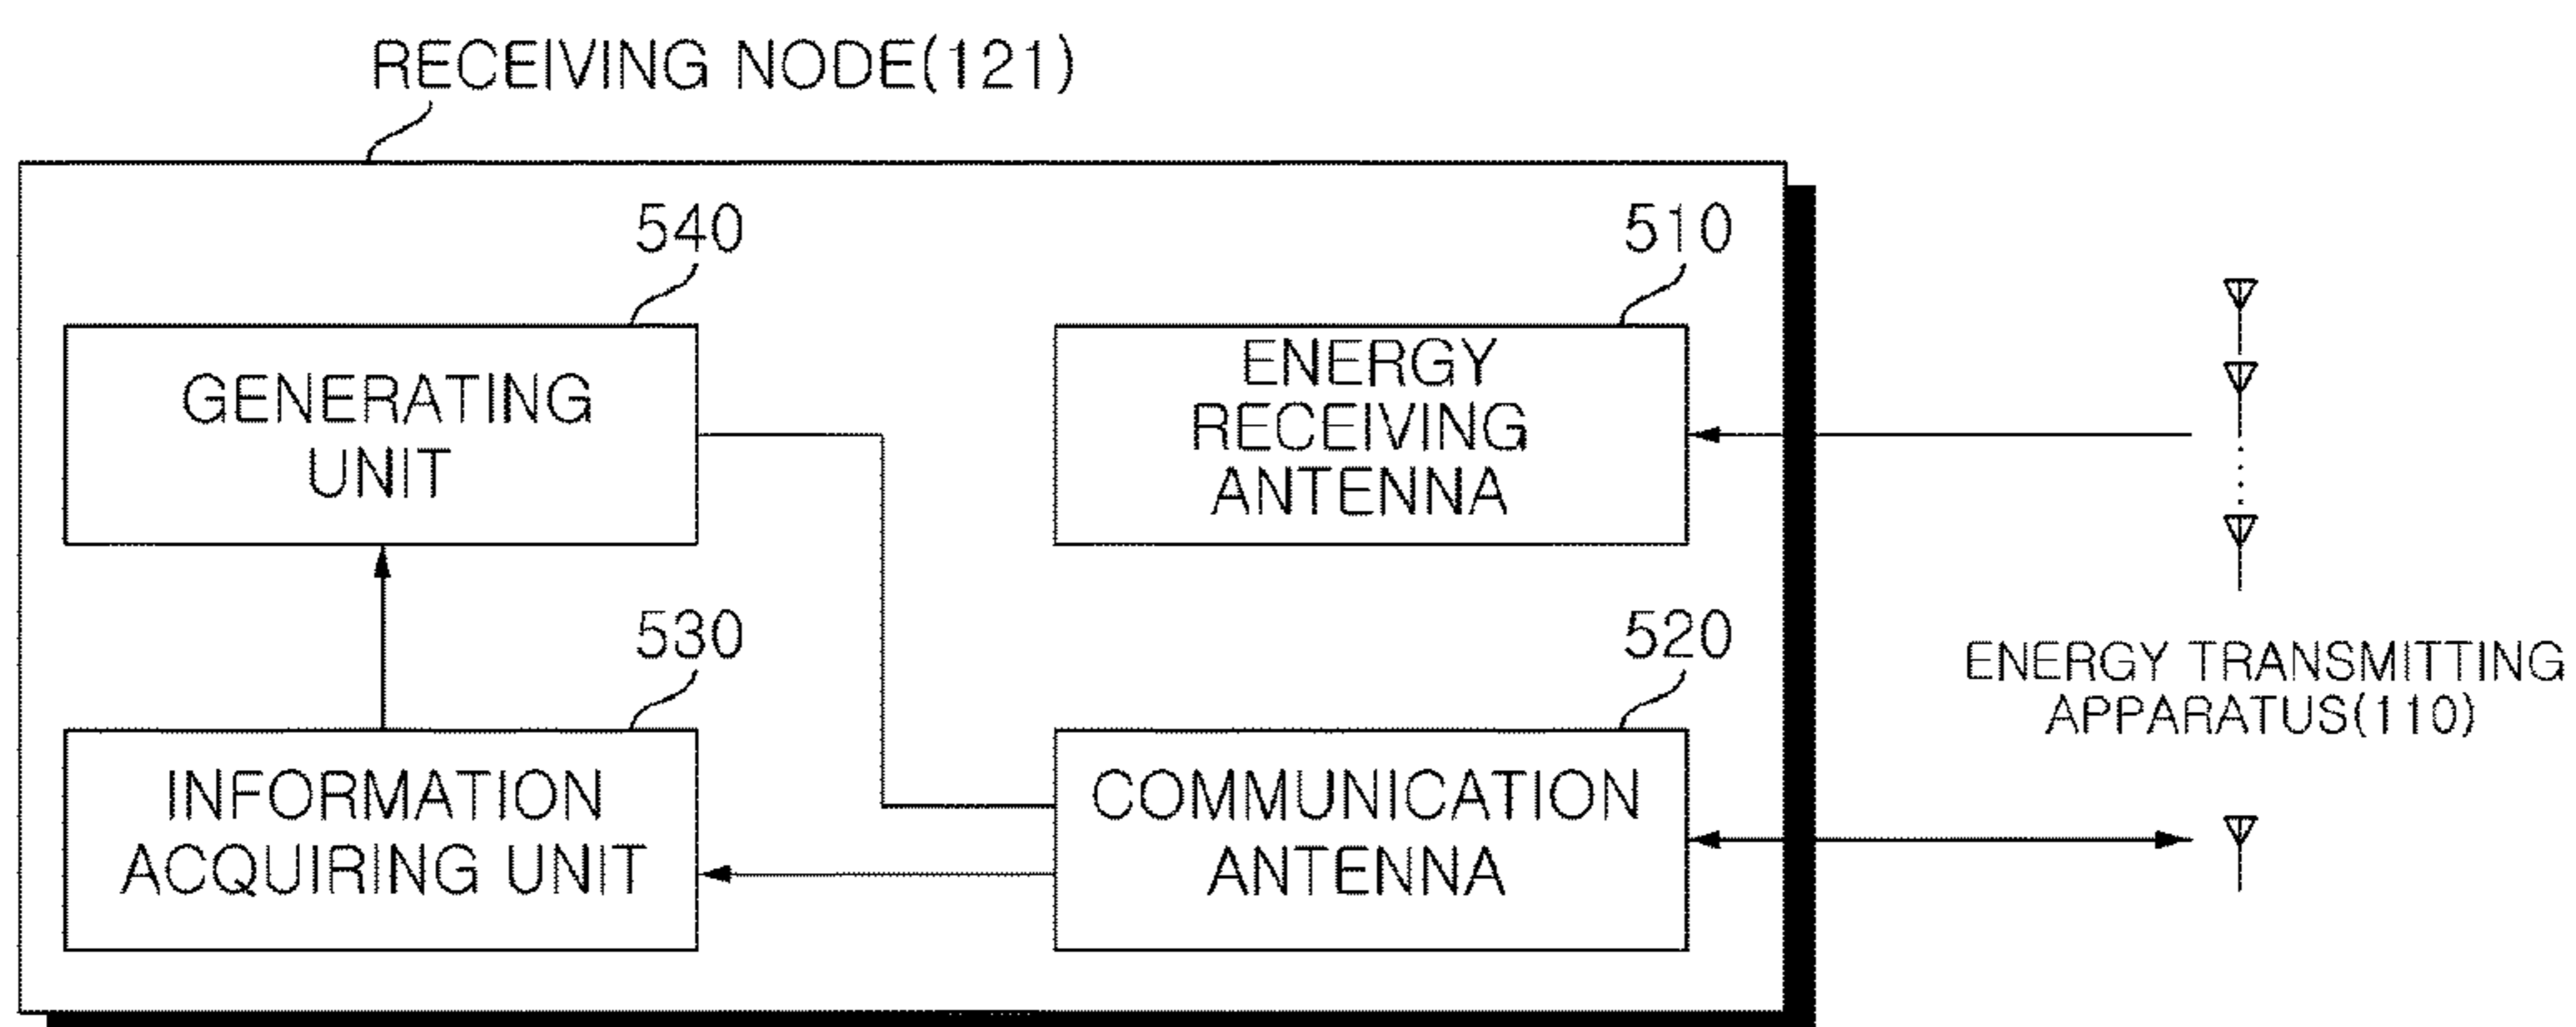 RECEIVING NODE(121)
540
510
GENERATING
UNIT
ENERGY
RECEIVING
ANTENNA
530
520
INFORMATION
ACQUIRING UNIT
COMMUNICATION
ANTENNA
ENERGY TRANSMITTING
APPARATUS(110)